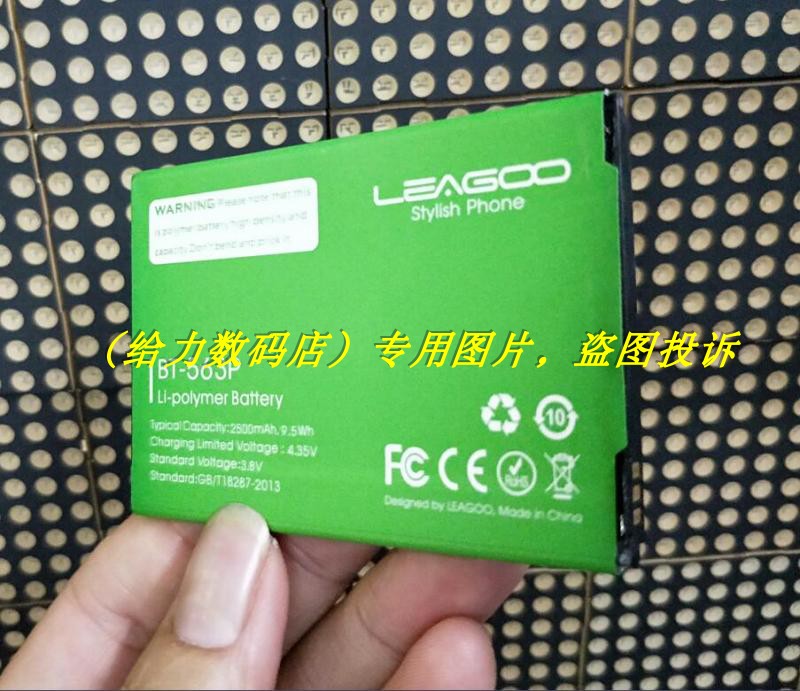 WARNING Please note that this
is polymer battery high density and
capacity Don't bend and prick in
LEAGOO
Stylish Phone
（给力数码店）专用图片，盗图投诉
BT-563P
Li-polymer Battery
Typical Capacity:2500mAh, 9.5Wh
Charging Limited Voltage : 4.35V
Standard Voltage:3.8V
Standard:GB/T18287-2013
10
FC CE RoHS
Designed by LEAGOO, Made in China